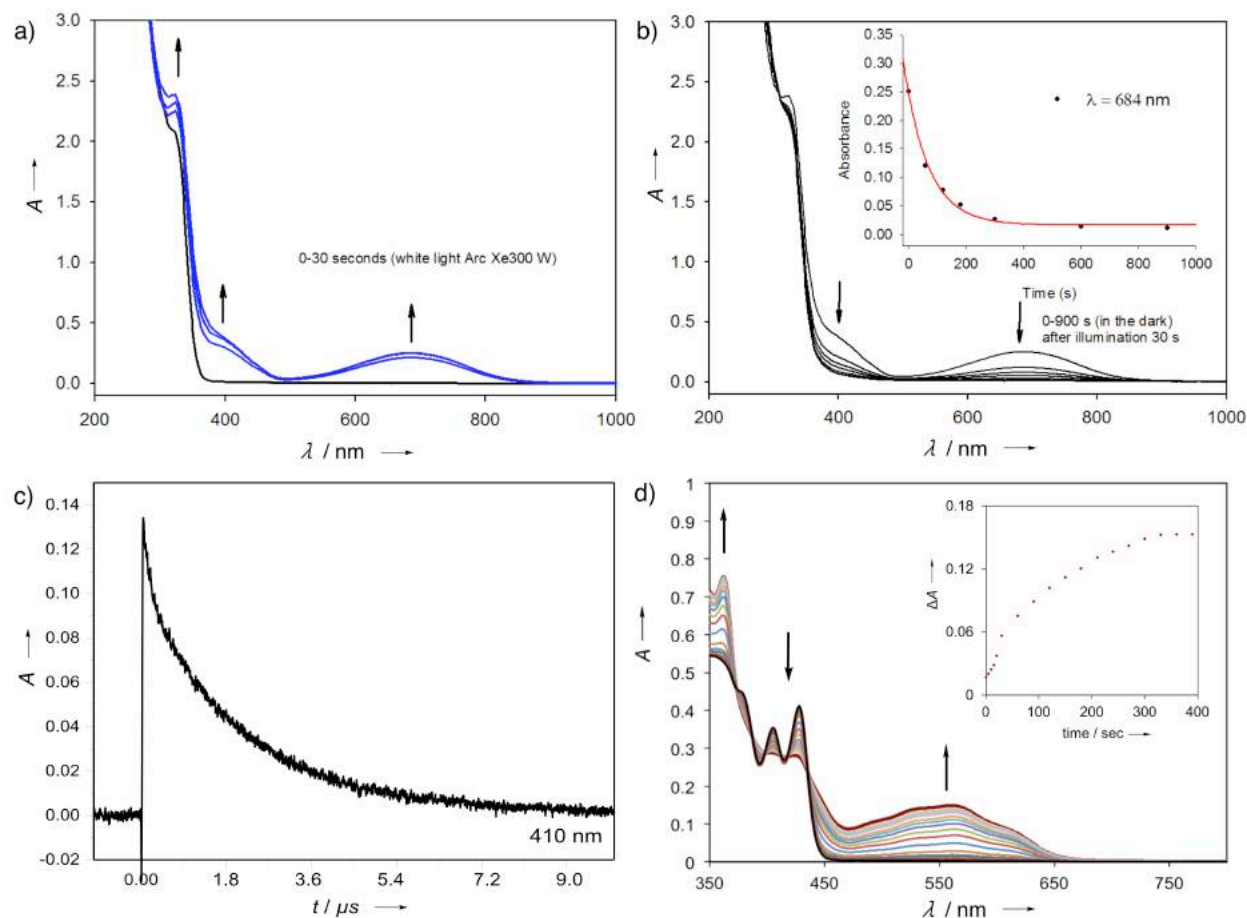 a)
3.0
2.5
2.0
1.5
1.0
0.5
0.0
A
0-30 seconds (white light Arc Xe300 W)
200 400 600 800 1000
λ / nm
b)
3.0
2.5
2.0
1.5
1.0
0.5
0.0
A
0.35
0.30
0.25
0.20
0.15
0.10
0.05
0.00
Absorbance
λ = 684 nm
0 200 400 600 800 1000
Time (s)
0-900 s (in the dark)
after illumination 30 s
200 400 600 800 1000
λ / nm
c)
0.14
0.12
0.10
0.08
0.06
0.04
0.02
0.00
-0.02
A
410 nm
0.00 1.8 3.6 5.4 7.2 9.0
t / µs
d)
1
0.9
0.8
0.7
0.6
0.5
0.4
0.3
0.2
0.1
0
A
0.18
0.12
0.06
0
ΔA
0 100 200 300 400
time / sec
350 450 550 650 750
λ / nm